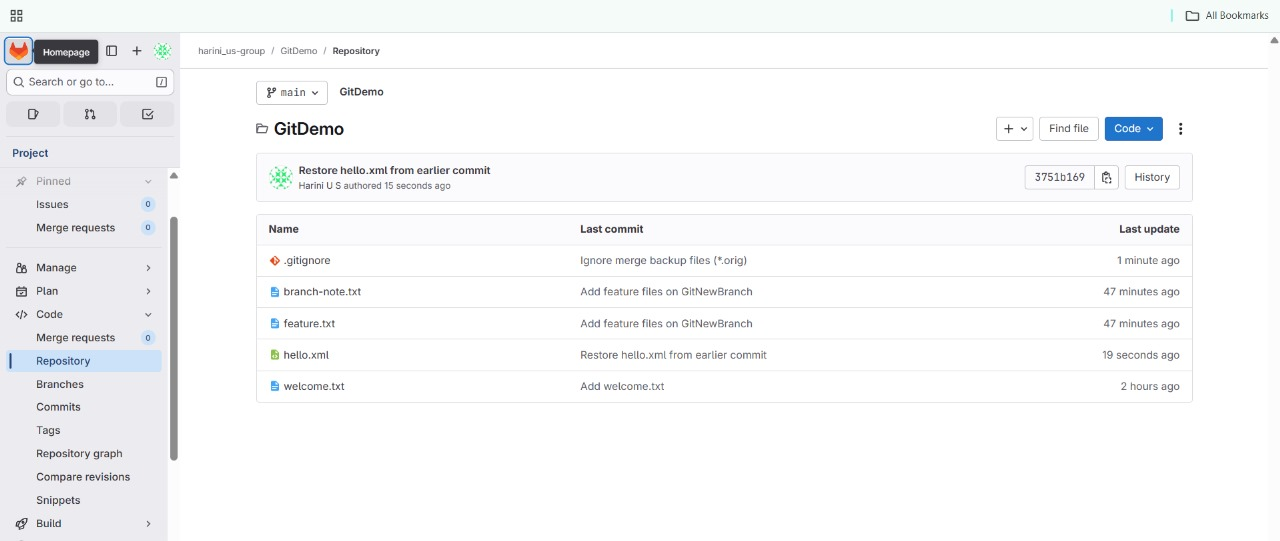 All Bookmarks
Homepage
Search or go to...
/
Project
Pinned
Issues 0
Merge requests 0
Manage
Plan
Code
Merge requests 0
Repository
Branches
Commits
Tags
Repository graph
Compare revisions
Snippets
Build
harini_us-group / GitDemo / Repository
main GitDemo
GitDemo
Find file Code
Restore hello.xml from earlier commit
Harini U S authored 15 seconds ago
3751b169 History
Name Last commit Last update
.gitignore Ignore merge backup files (*.orig) 1 minute ago
branch-note.txt Add feature files on GitNewBranch 47 minutes ago
feature.txt Add feature files on GitNewBranch 47 minutes ago
hello.xml Restore hello.xml from earlier commit 19 seconds ago
welcome.txt Add welcome.txt 2 hours ago